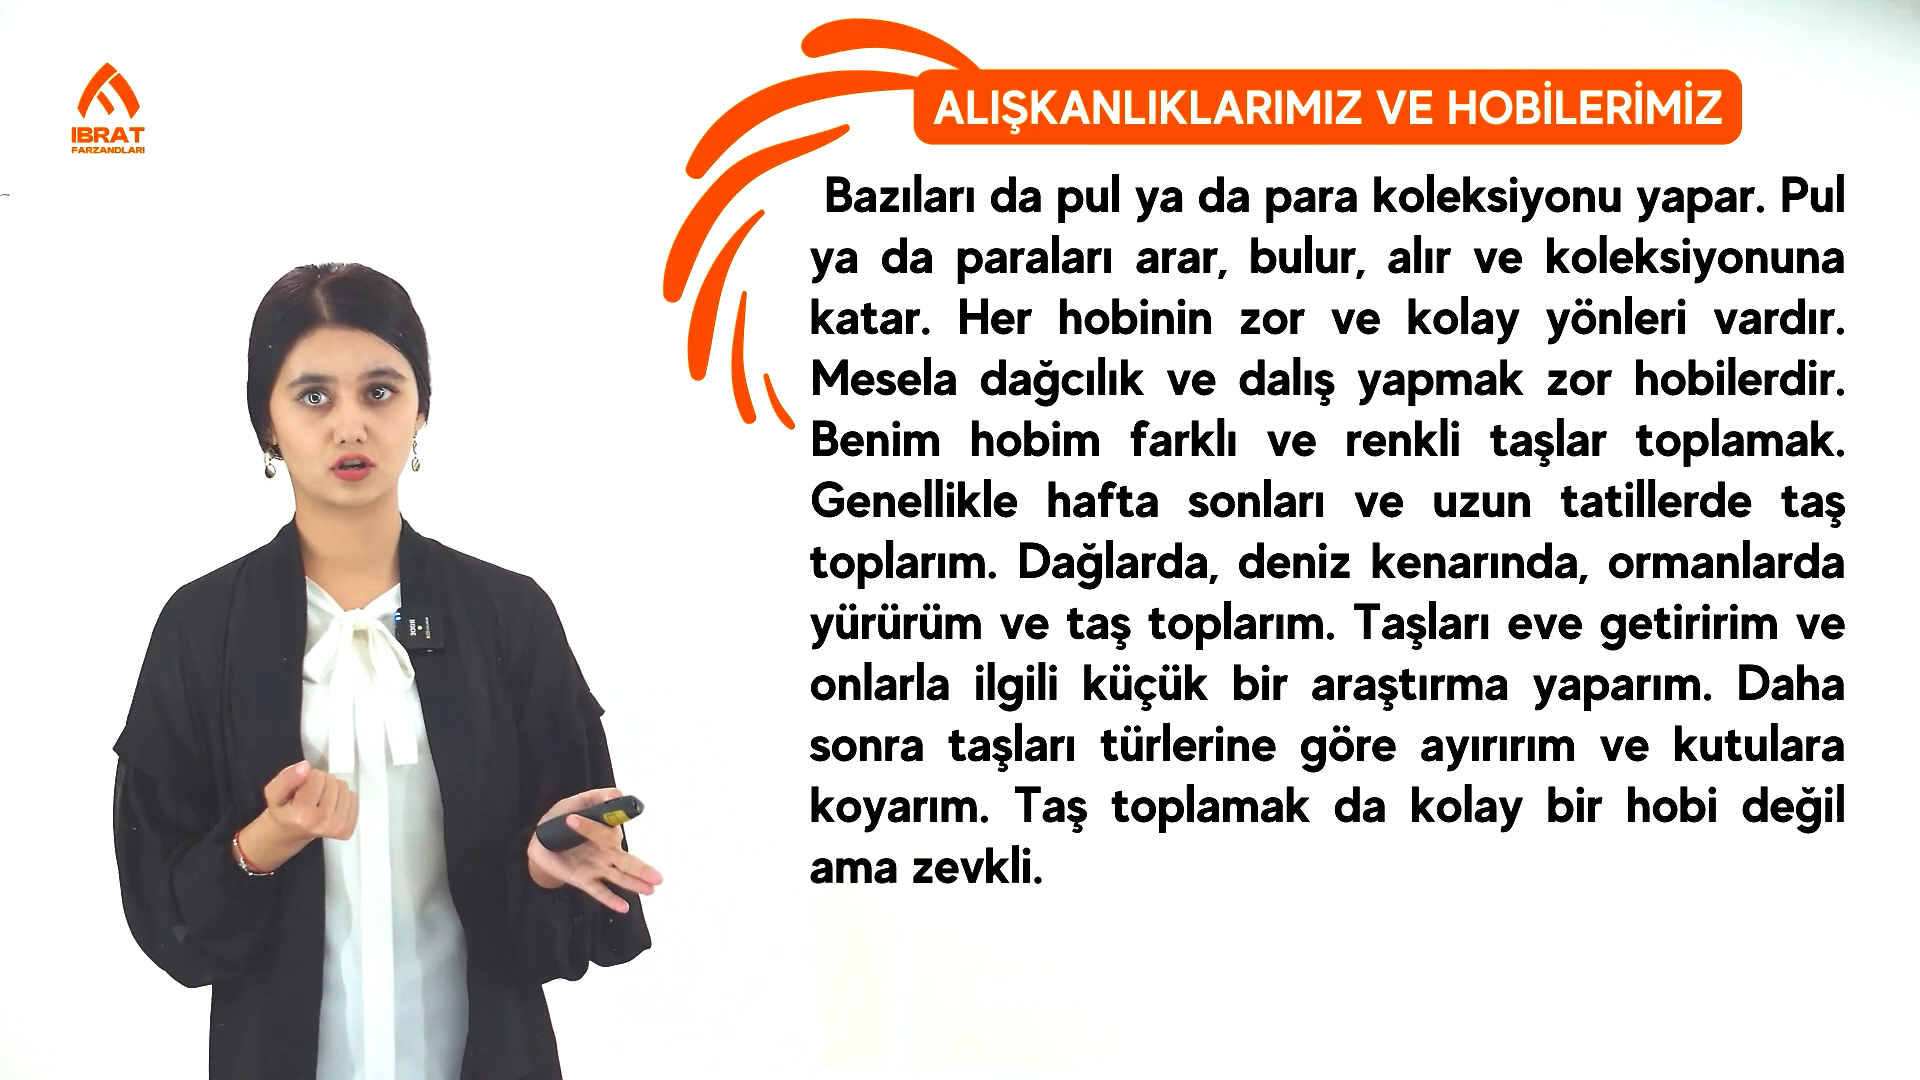 IBRAT
FARZANDLARI
ALIŞKANLIKLARIMIZ VE HOBİLERİMİZ
Bazıları da pul ya da para koleksiyonu yapar. Pul
ya da paraları arar, bulur, alır ve koleksiyonuna
katar. Her hobinin zor ve kolay yönleri vardır.
Mesela dağcılık ve dalış yapmak zor hobilerdir.
Benim hobim farklı ve renkli taşlar toplamak.
Genellikle hafta sonları ve uzun tatillerde taş
toplarım. Dağlarda, deniz kenarında, ormanlarda
yürürüm ve taş toplarım. Taşları eve getiririm ve
onlarla ilgili küçük bir araştırma yaparım. Daha
sonra taşları türlerine göre ayırırım ve kutulara
koyarım. Taş toplamak da kolay bir hobi değil
ama zevkli.
RODE